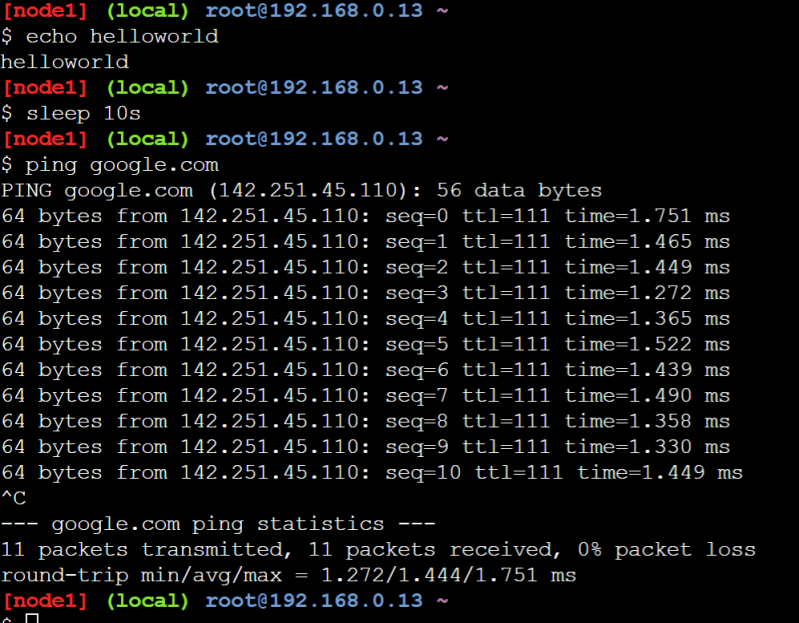 [node1] (local) root@192.168.0.13 ~
$ echo helloworld
helloworld
[node1] (local) root@192.168.0.13 ~
$ sleep 10s
[node1] (local) root@192.168.0.13 ~
$ ping google.com
PING google.com (142.251.45.110): 56 data bytes
64 bytes from 142.251.45.110: seq=0 ttl=111 time=1.751 ms
64 bytes from 142.251.45.110: seq=1 ttl=111 time=1.465 ms
64 bytes from 142.251.45.110: seq=2 ttl=111 time=1.449 ms
64 bytes from 142.251.45.110: seq=3 ttl=111 time=1.272 ms
64 bytes from 142.251.45.110: seq=4 ttl=111 time=1.365 ms
64 bytes from 142.251.45.110: seq=5 ttl=111 time=1.522 ms
64 bytes from 142.251.45.110: seq=6 ttl=111 time=1.439 ms
64 bytes from 142.251.45.110: seq=7 ttl=111 time=1.490 ms
64 bytes from 142.251.45.110: seq=8 ttl=111 time=1.358 ms
64 bytes from 142.251.45.110: seq=9 ttl=111 time=1.330 ms
64 bytes from 142.251.45.110: seq=10 ttl=111 time=1.449 ms
^C
--- google.com ping statistics ---
11 packets transmitted, 11 packets received, 0% packet loss
round-trip min/avg/max = 1.272/1.444/1.751 ms
[node1] (local) root@192.168.0.13 ~
$